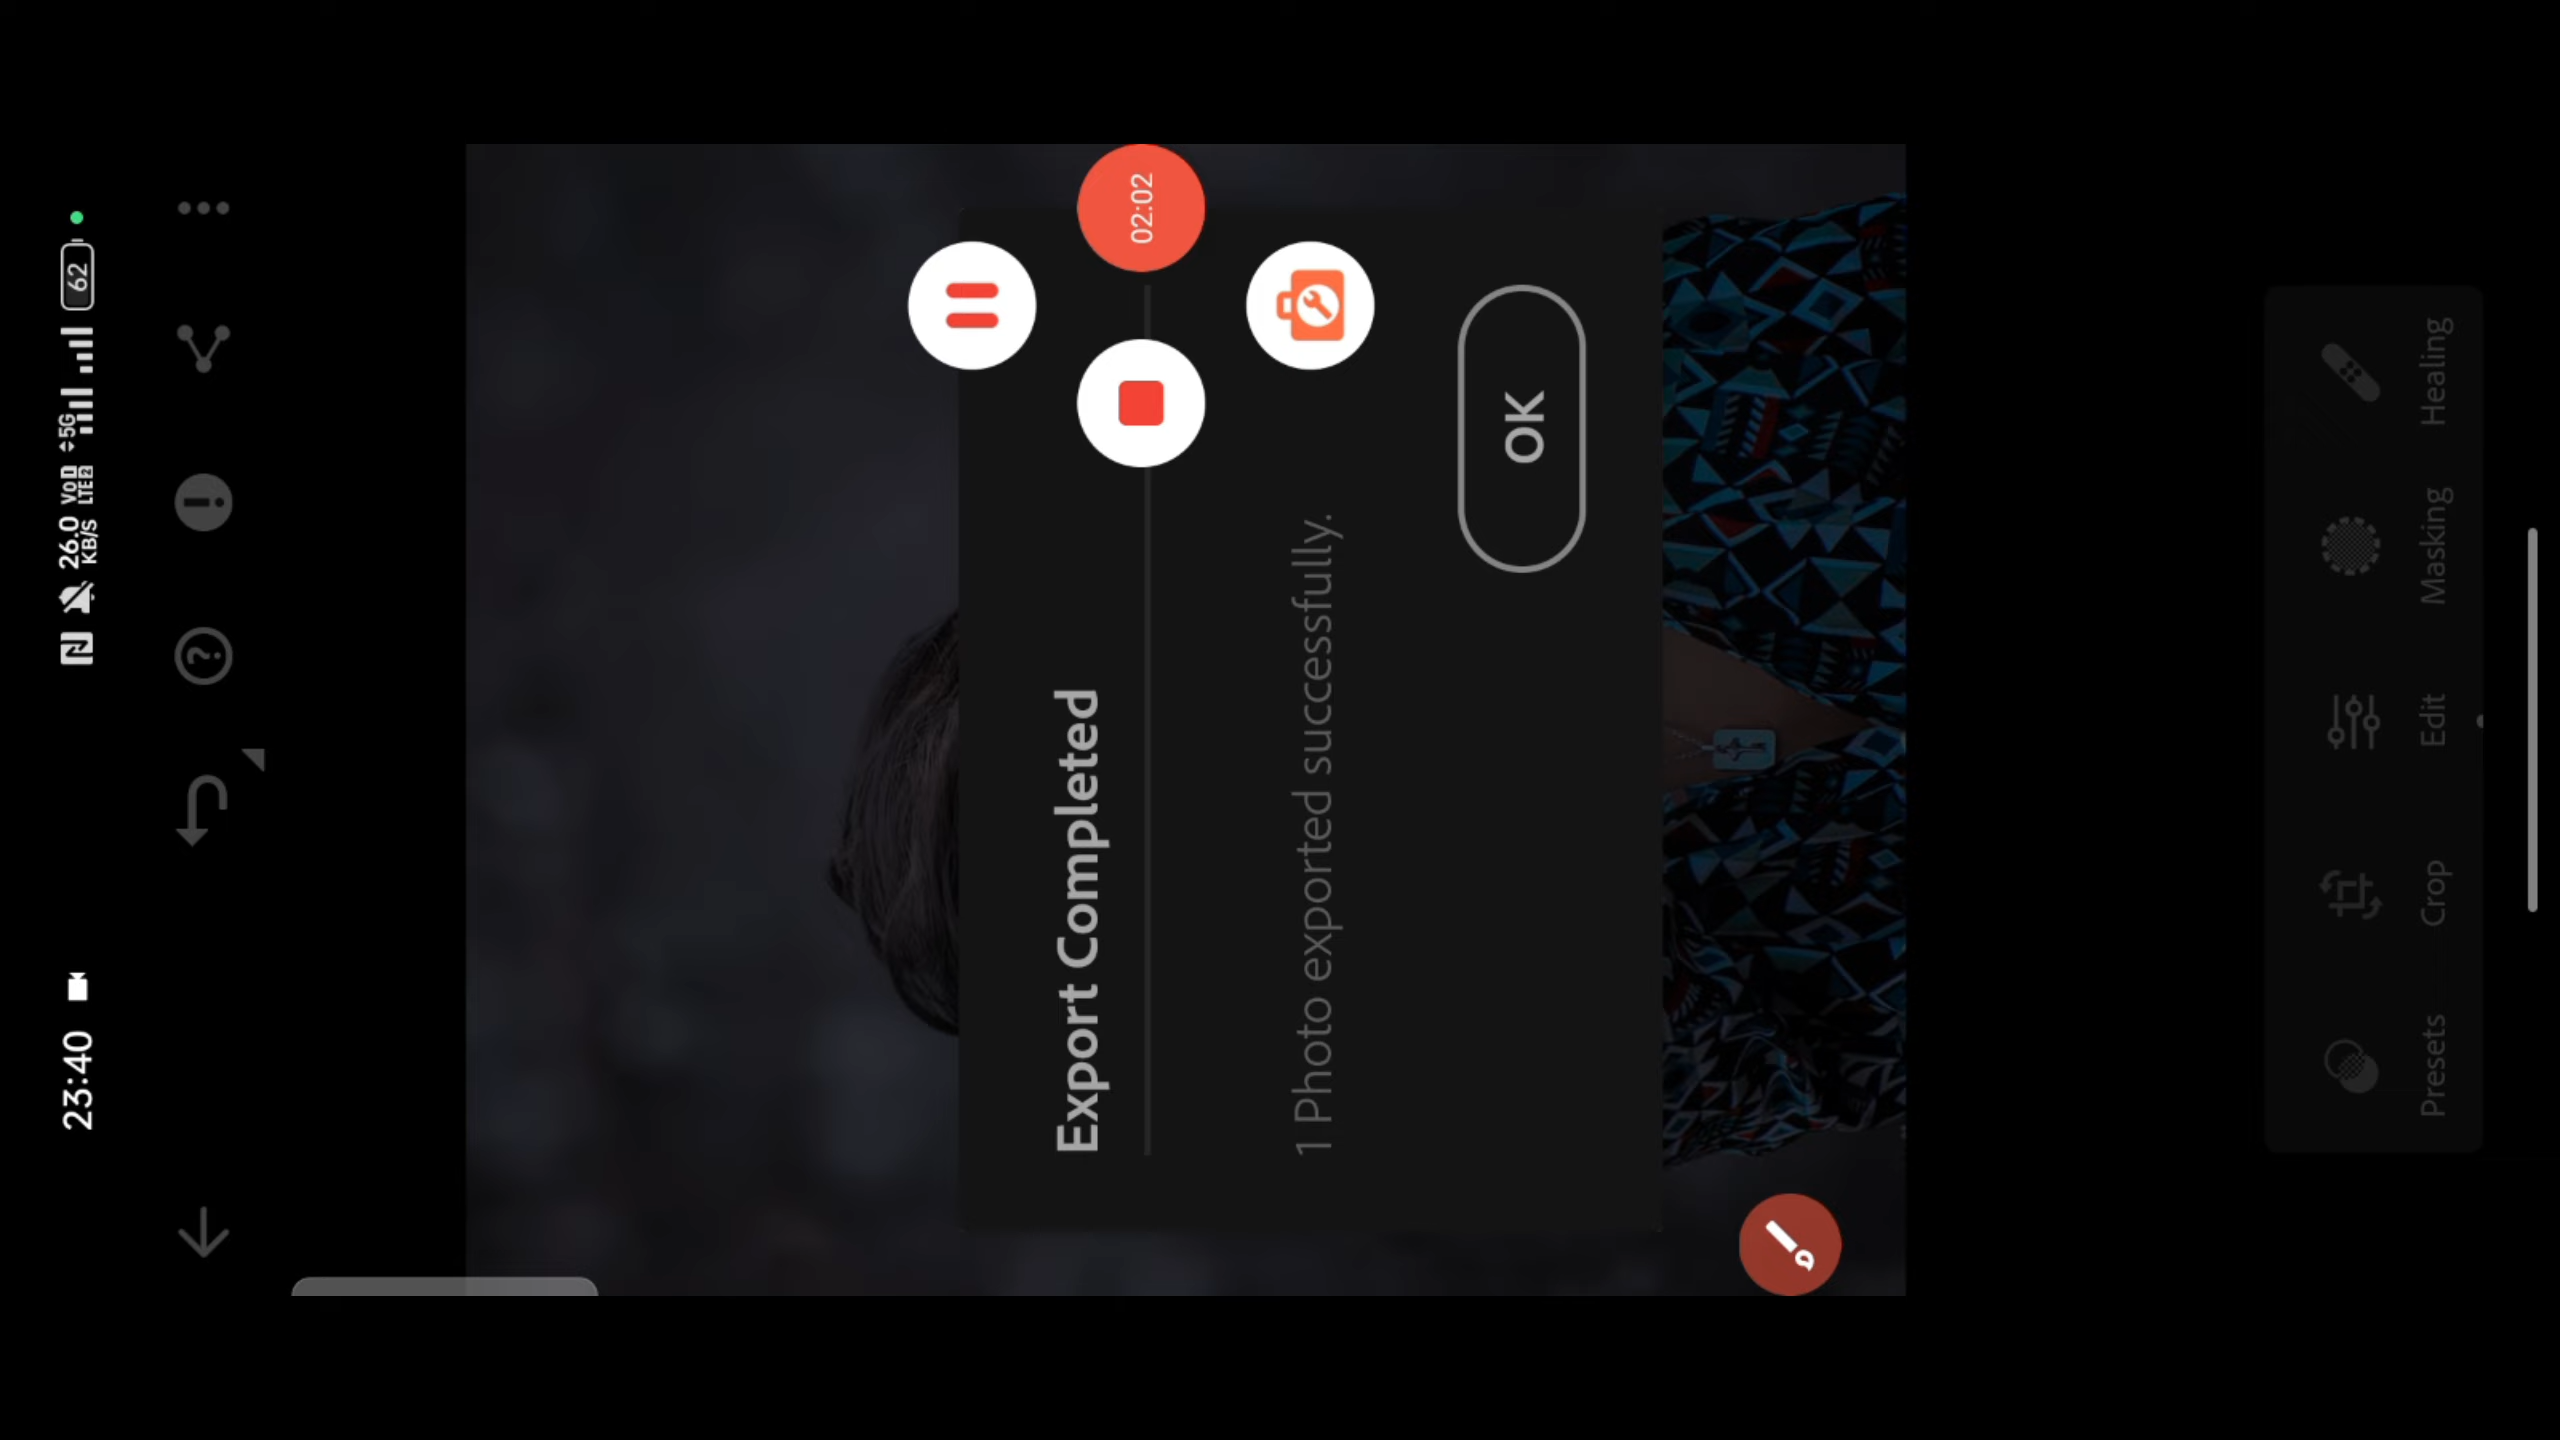 23:40
26.0 KB/S
VoD LTE2
5G
62
02:02
Export Completed
1 Photo exported successfully.
OK
Presets
Crop
Edit
Masking
Healing